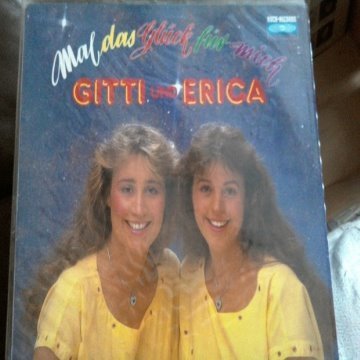 Mal das Glück für mich
GITTI und ERICA